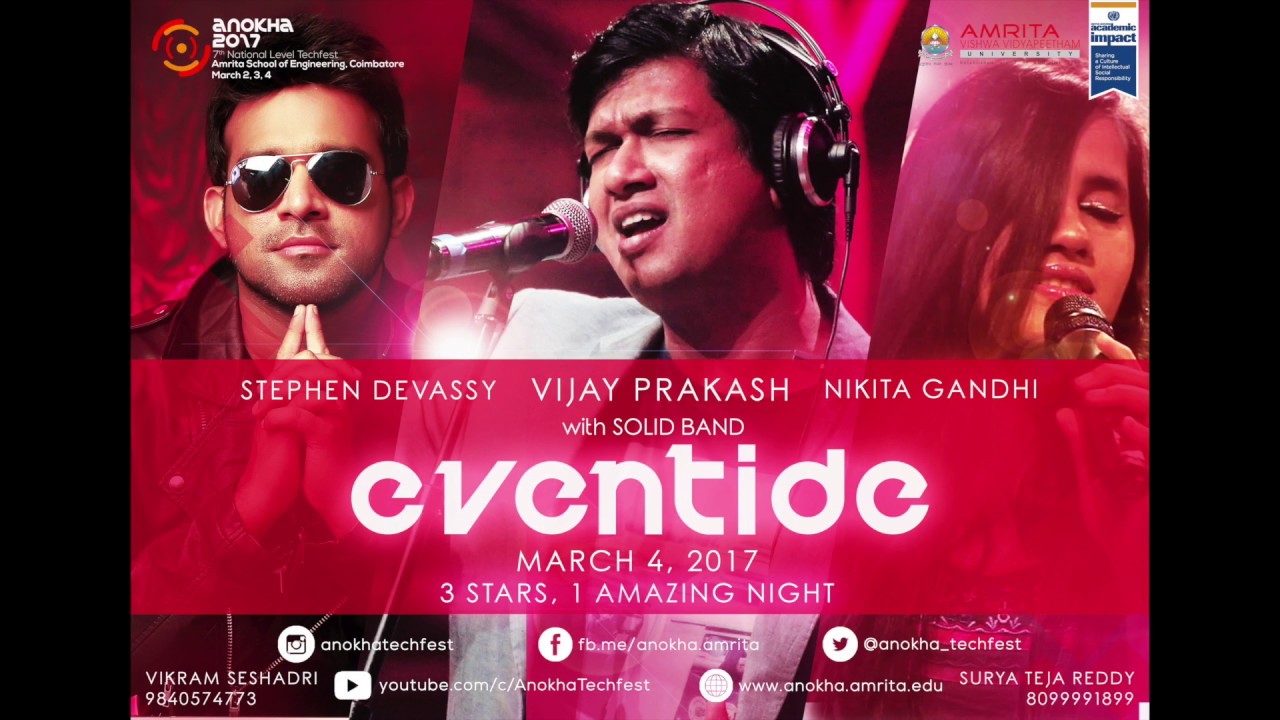 anokha
2017
7th National Level Techfest
Amrita School of Engineering, Coimbatore
March 2, 3, 4
AMRITA
VISHWA VIDYAPEETHAM
UNIVERSITY
academic
impact
Sharing
a Culture
of Intellectual
Social
Responsibility
STEPHEN DEVASSY
VIJAY PRAKASH
NIKITA GANDHI
with SOLID BAND
eventide
MARCH 4, 2017
3 STARS, 1 AMAZING NIGHT
anokhatechfest
fb.me/anokha.amrita
@anokha_techfest
VIKRAM SESHADRI
9840574773
youtube.com/c/AnokhaTechfest
www.anokha.amrita.edu
SURYA TEJA REDDY
8099991899